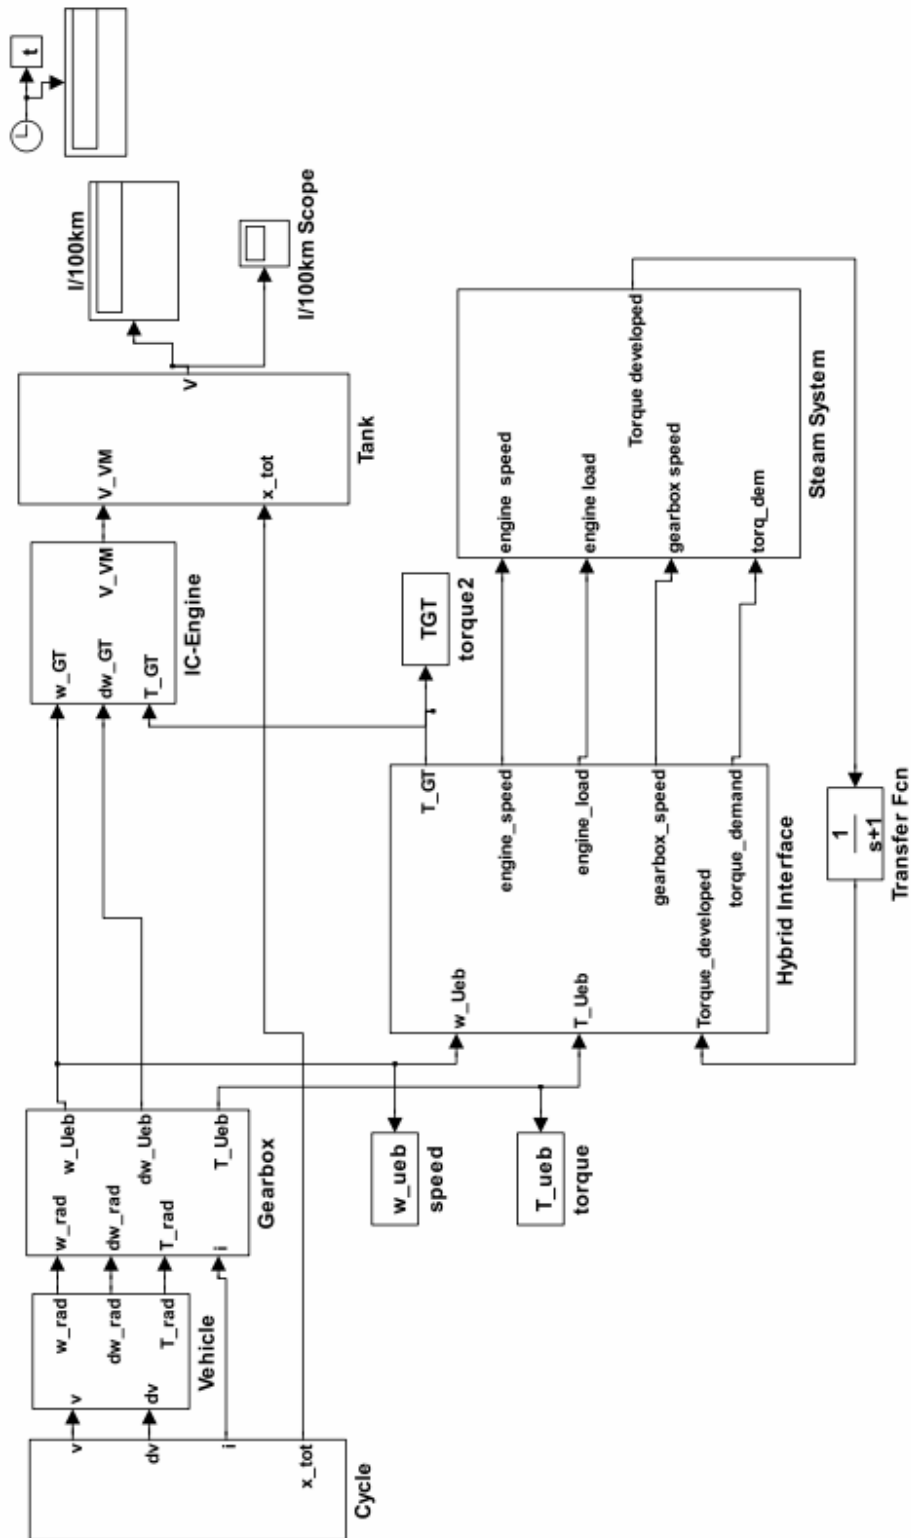 Cycle
v
dv
i
x_tot
Vehicle
v
dv
w_rad
dw_rad
T_rad
Gearbox
w_rad
dw_rad
T_rad
i
w_Ueb
dw_Ueb
T_Ueb
w_ueb
speed
T_ueb
torque
Hybrid Interface
w_Ueb
T_Ueb
Torque_developed
T_GT
engine_speed
engine_load
gearbox_speed
torque_demand
TGT
torque2
IC-Engine
w_GT
dw_GT
T_GT
V_VM
Tank
V_VM
x_tot
V
l/100km
l/100km Scope
t
Steam System
engine speed
engine load
gearbox speed
torq_dem
Torque developed
1
s+1
Transfer Fcn